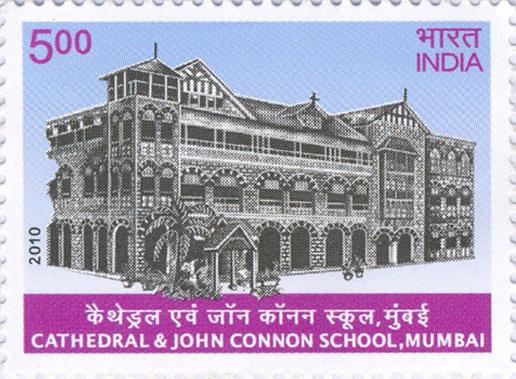 5.00
भारत
INDIA
2010
कैथेड्रल एवं जॉन कॉनन स्कूल, मुंबई
CATHEDRAL & JOHN CONNON SCHOOL, MUMBAI